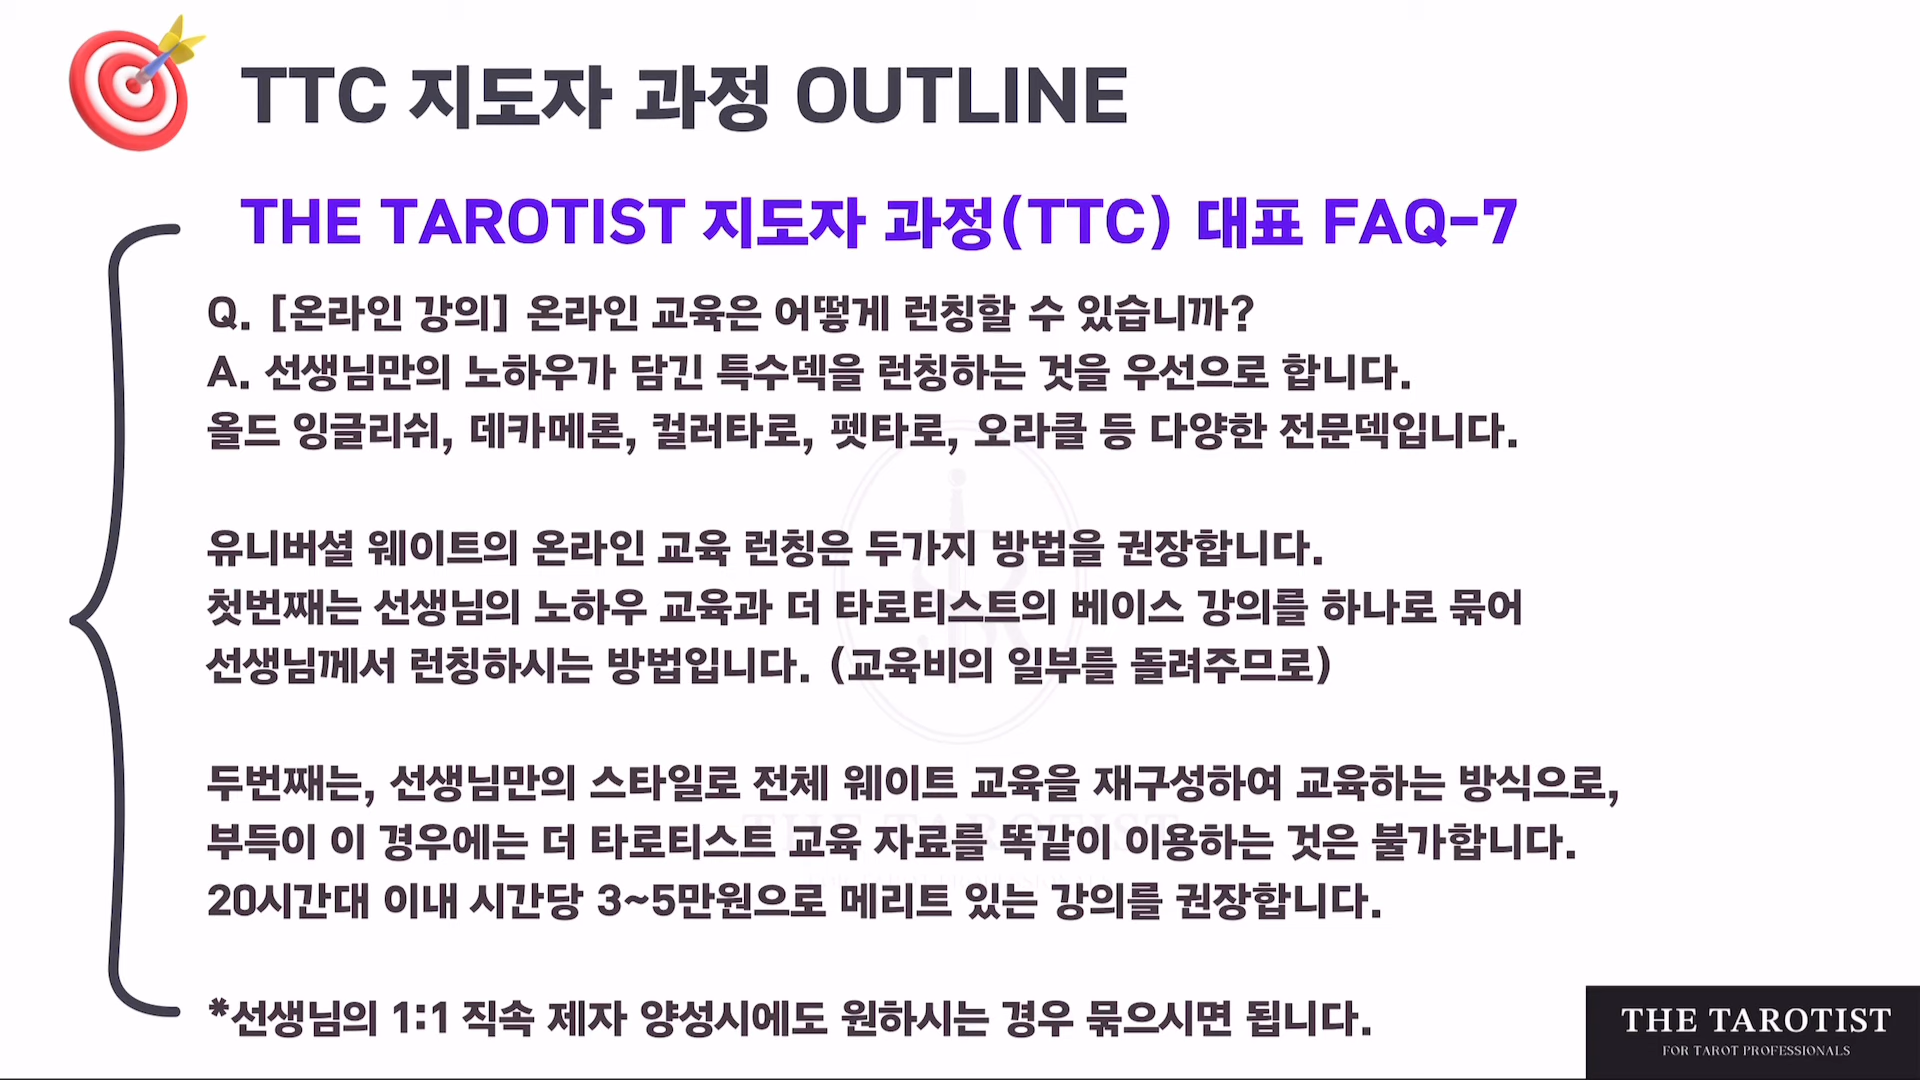 TTC 지도자 과정 OUTLINE
THE TAROTIST 지도자 과정(TTC) 대표 FAQ-7
Q. [온라인 강의] 온라인 교육은 어떻게 런칭할 수 있습니까?
A. 선생님만의 노하우가 담긴 특수덱을 런칭하는 것을 우선으로 합니다.
올드 잉글리쉬, 데카메론, 컬러타로, 펫타로, 오라클 등 다양한 전문덱입니다.
유니버셜 웨이트의 온라인 교육 런칭은 두가지 방법을 권장합니다.
첫번째는 선생님의 노하우 교육과 더 타로티스트의 베이스 강의를 하나로 묶어
선생님께서 런칭하시는 방법입니다. (교육비의 일부를 돌려주므로)
두번째는, 선생님만의 스타일로 전체 웨이트 교육을 재구성하여 교육하는 방식으로,
부득이 이 경우에는 더 타로티스트 교육 자료를 똑같이 이용하는 것은 불가합니다.
20시간대 이내 시간당 3~5만원으로 메리트 있는 강의를 권장합니다.
*선생님의 1:1 직속 제자 양성시에도 원하시는 경우 묶으시면 됩니다.
THE TAROTIST
FOR TAROT PROFESSIONALS